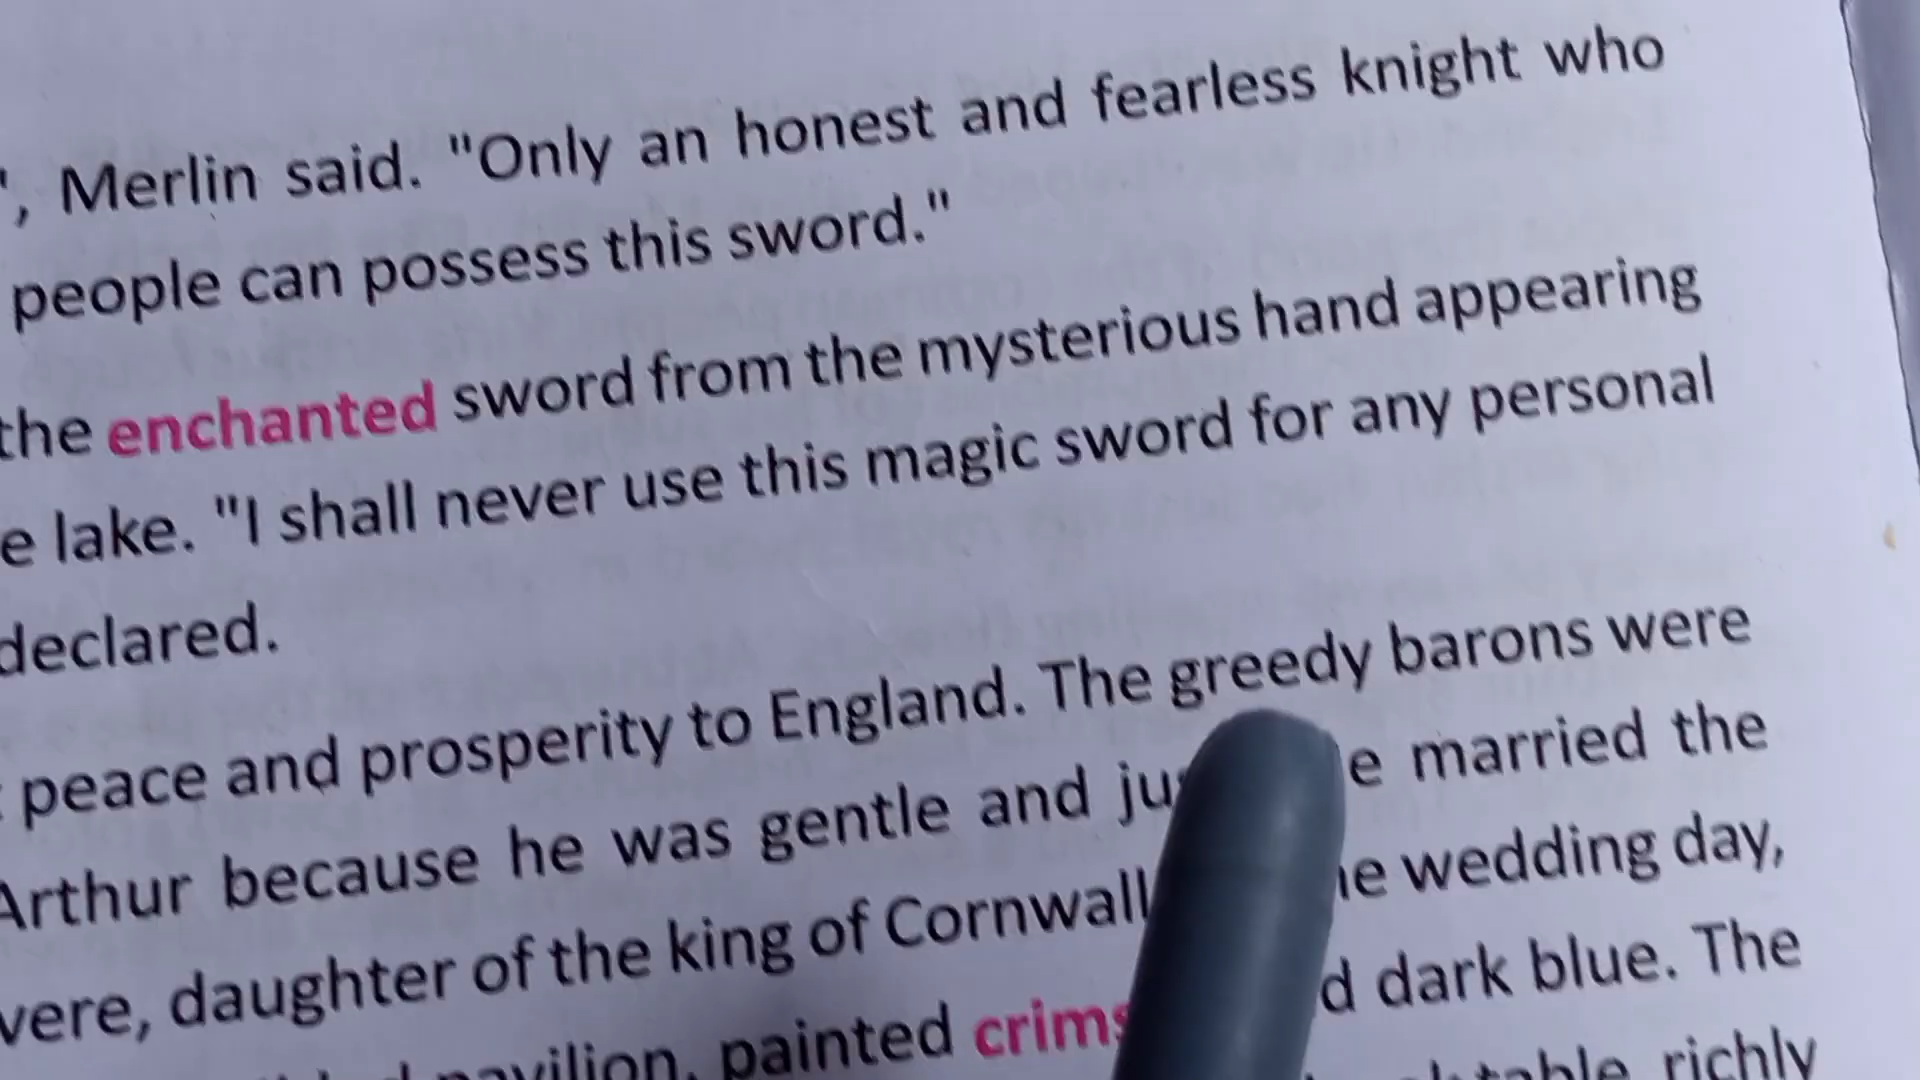 ', Merlin said. "Only an honest and fearless knight who
people can possess this sword."
the enchanted sword from the mysterious hand appearing
e lake. "I shall never use this magic sword for any personal
declared.
peace and prosperity to England. The greedy barons were
Arthur because he was gentle and married the
vere, daughter of the king of Cornwall wedding day,
pavilion, painted dark blue. The
richly